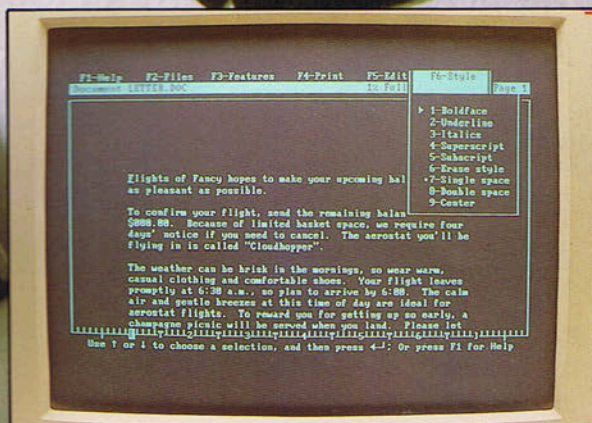 F1-Help F2-Files F3-Features F4-Print F5-Edit F6-Style
Document LETTER.DOC 1% Full Page 1
▶ 1-Boldface
2-Underline
3-Italics
4-Superscript
5-Subscript
6-Erase style
•7-Single space
8-Double space
9-Center
Flights of Fancy hopes to make your upcoming bal
as pleasant as possible.
To confirm your flight, send the remaining balan
$000.00. Because of limited basket space, we require four
days' notice if you need to cancel. The aerostat you'll be
flying in is called "Cloudhopper".
The weather can be brisk in the mornings, so wear warm,
casual clothing and comfortable shoes. Your flight leaves
promptly at 6:30 a.m., so plan to arrive by 6:00. The calm
air and gentle breezes at this time of day are ideal for
aerostat flights. To reward you for getting up so early, a
champagne picnic will be served when you land. Please let
Use ↑ or ↓ to choose a selection, and then press ←┘: Or press F1 for Help